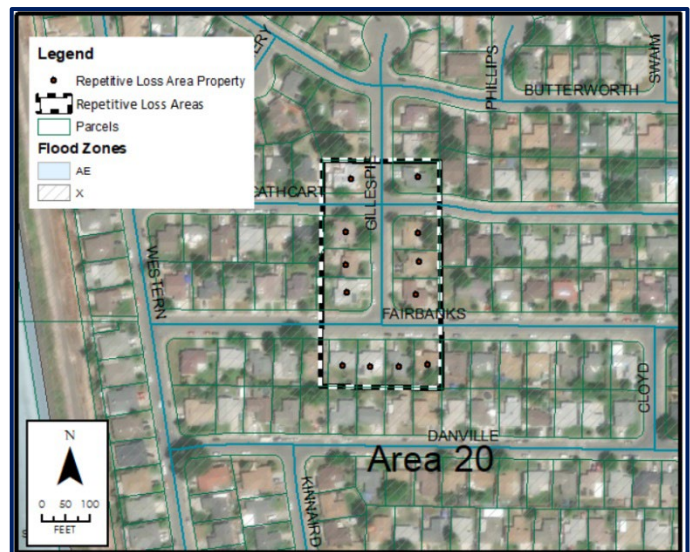 Legend
Repetitive Loss Area Property
Repetitive Loss Areas
Parcels
Flood Zones
AE
X
PHILLIPS
SWAIM
BUTTERWORTH
CATHCART
GILLESPIE
WESTERN
FAIRBANKS
CLOYD
DANVILLE
Area 20
KINNAIRD
N
0 50 100
FEET